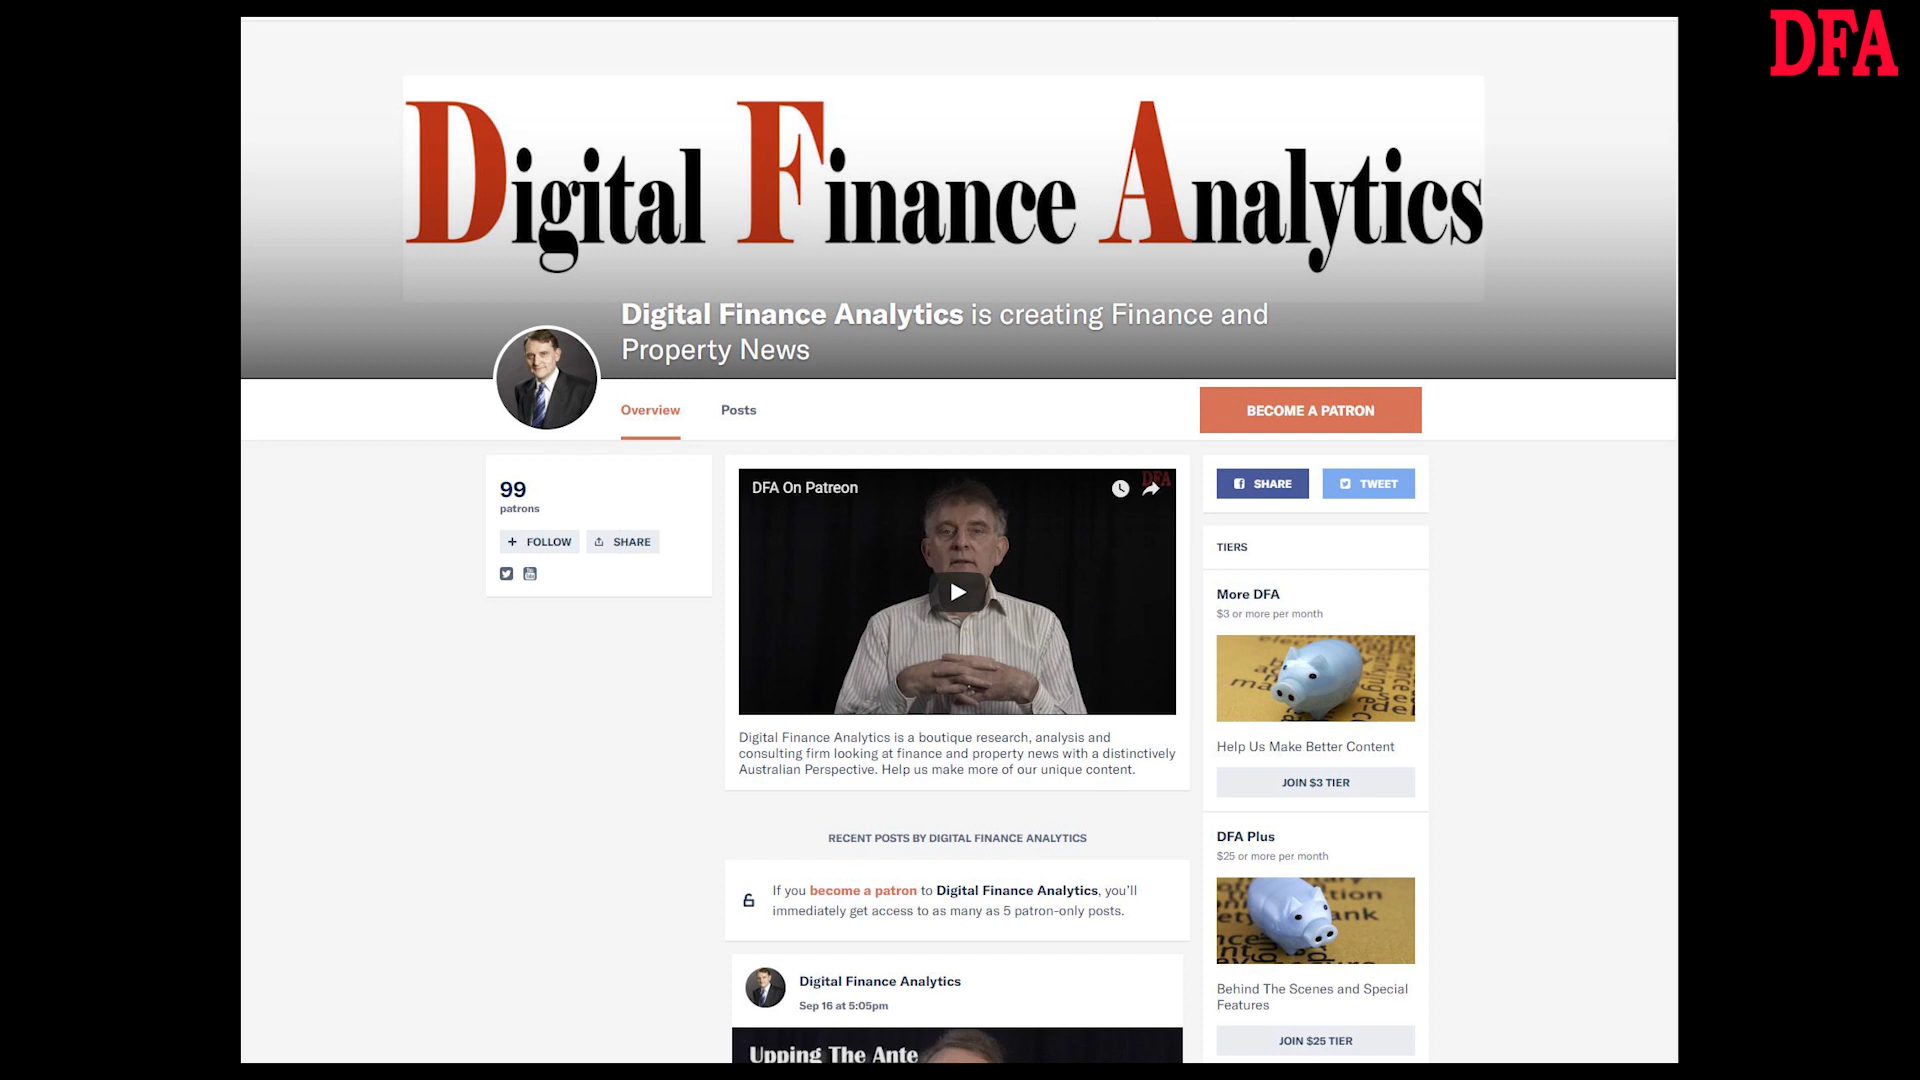 DFA
Digital Finance Analytics
Digital Finance Analytics is creating Finance and
Property News
Overview
Posts
BECOME A PATRON
99
patrons
FOLLOW
SHARE
DFA On Patreon
DFA
Digital Finance Analytics is a boutique research, analysis and
consulting firm looking at finance and property news with a distinctively
Australian Perspective. Help us make more of our unique content.
RECENT POSTS BY DIGITAL FINANCE ANALYTICS
If you become a patron to Digital Finance Analytics, you'll
immediately get access to as many as 5 patron-only posts.
Digital Finance Analytics
Sep 16 at 5:05pm
Upping The Ante
SHARE
TWEET
TIERS
More DFA
$3 or more per month
Help Us Make Better Content
JOIN $3 TIER
DFA Plus
$25 or more per month
Behind The Scenes and Special
Features
JOIN $25 TIER